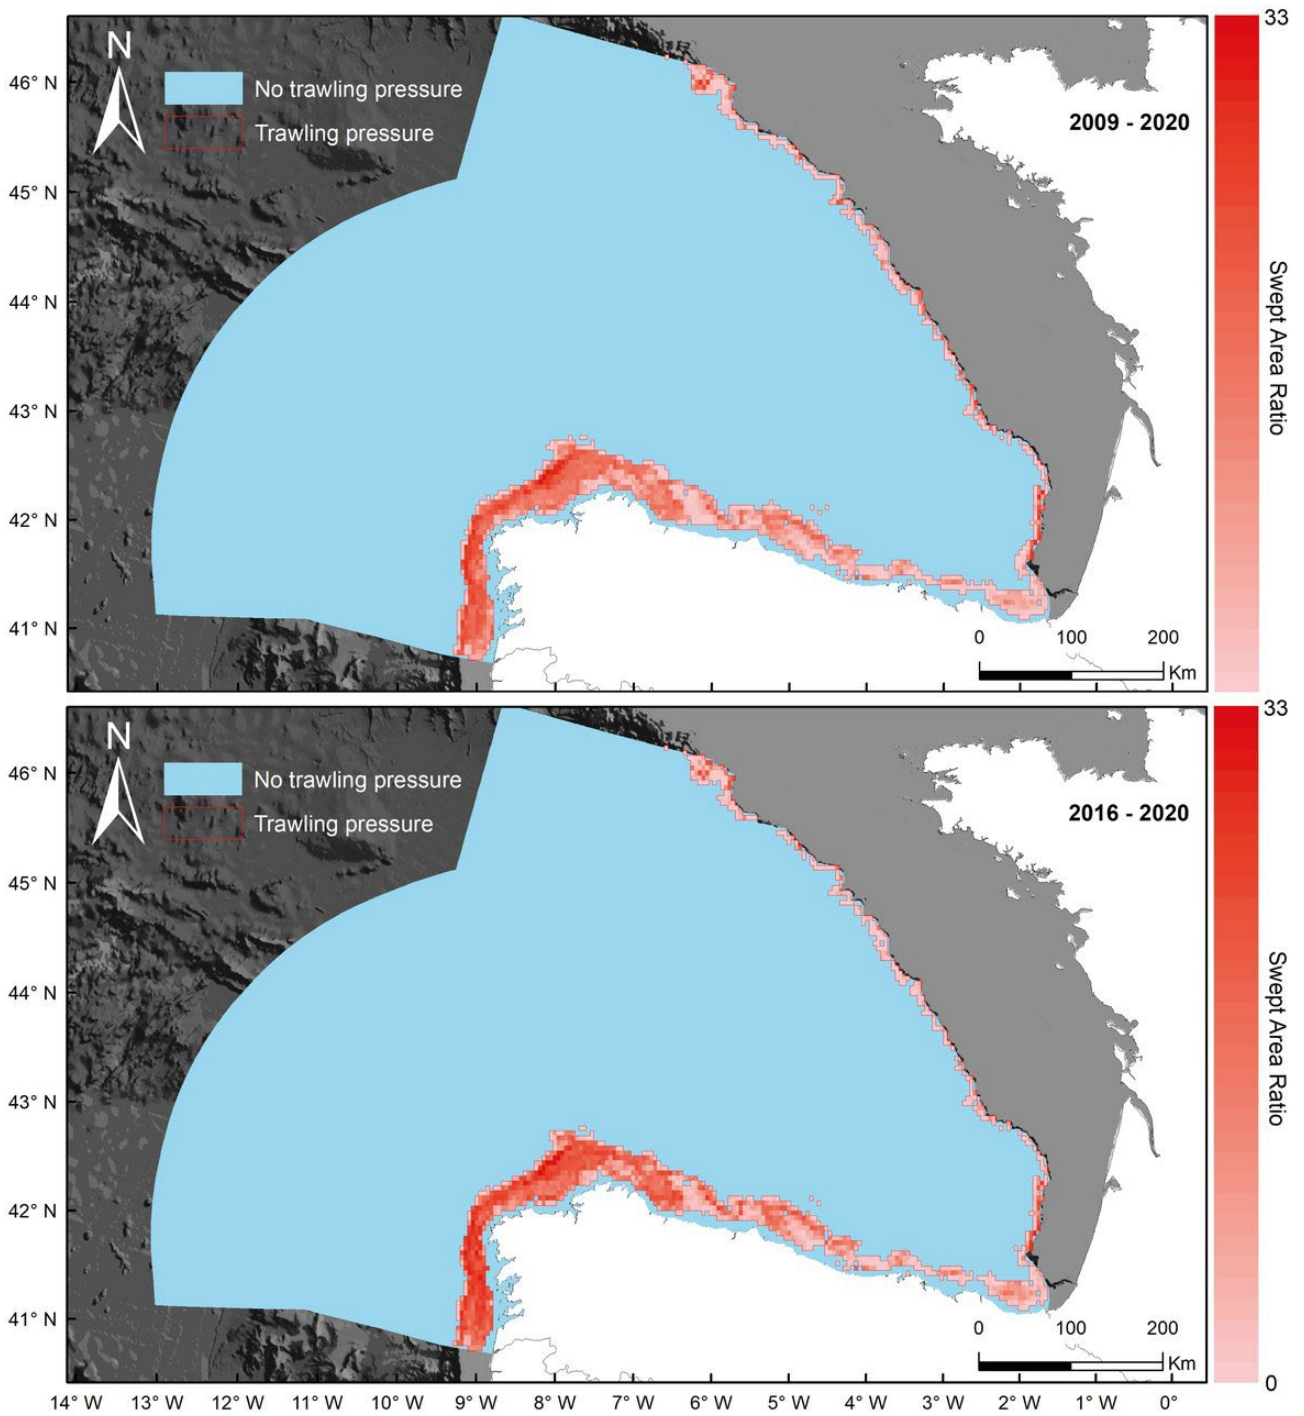 N
No trawling pressure
Trawling pressure
2009 - 2020
46° N
45° N
44° N
43° N
42° N
41° N
0 100 200
Km
33
Swept Area Ratio
N
No trawling pressure
Trawling pressure
2016 - 2020
46° N
45° N
44° N
43° N
42° N
41° N
0 100 200
Km
33
Swept Area Ratio
0
14° W 13° W 12° W 11° W 10° W 9° W 8° W 7° W 6° W 5° W 4° W 3° W 2° W 1° W 0°